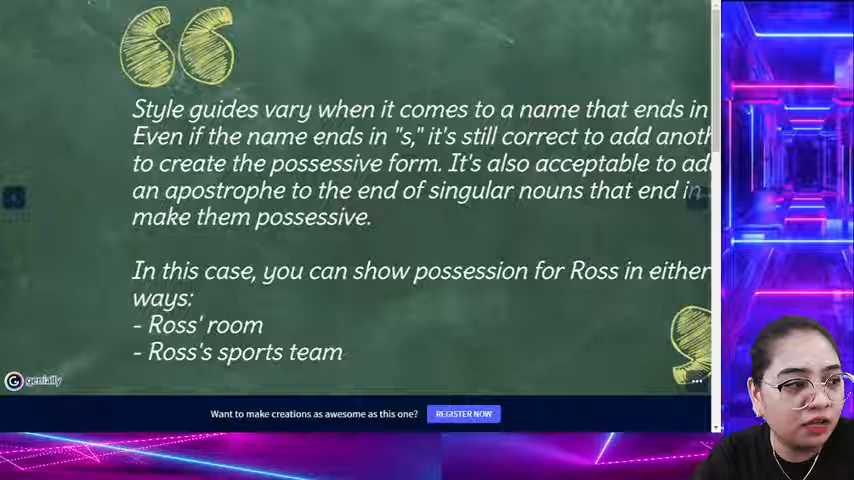 Style guides vary when it comes to a name that ends in
Even if the name ends in "s," it's still correct to add anoth
to create the possessive form. It's also acceptable to ad
an apostrophe to the end of singular nouns that end in
make them possessive.
In this case, you can show possession for Ross in either
ways:
- Ross' room
- Ross's sports team
genially
Want to make creations as awesome as this one? REGISTER NOW